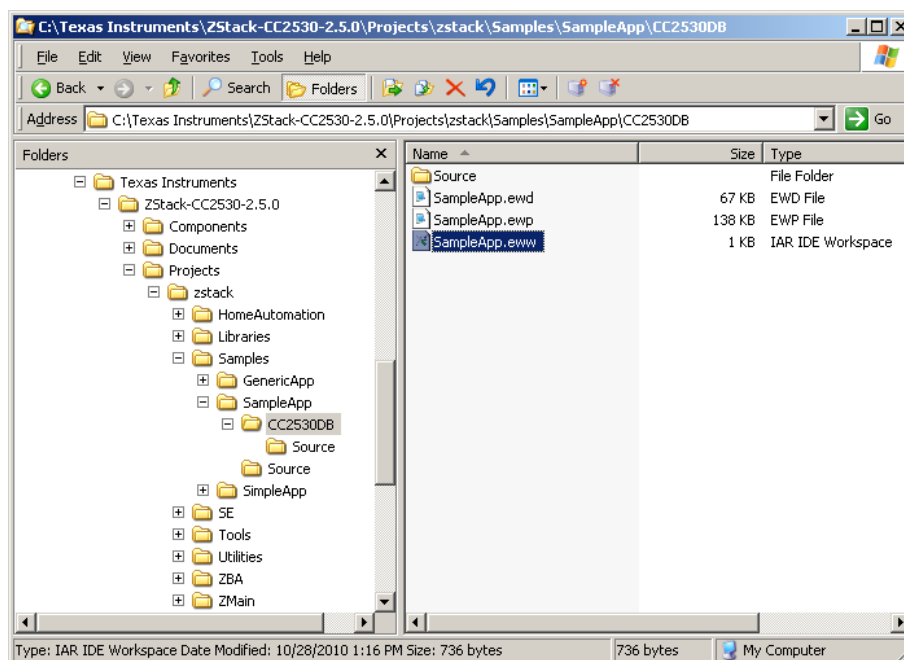 C:\Texas Instruments\ZStack-CC2530-2.5.0\Projects\zstack\Samples\SampleApp\CC2530DB
File Edit View Favorites Tools Help
Back Search Folders
Address C:\Texas Instruments\ZStack-CC2530-2.5.0\Projects\zstack\Samples\SampleApp\CC2530DB Go
Folders
Texas Instruments
ZStack-CC2530-2.5.0
Components
Documents
Projects
zstack
HomeAutomation
Libraries
Samples
GenericApp
SampleApp
CC2530DB
Source
Source
SimpleApp
SE
Tools
Utilities
ZBA
ZMain
Name Size Type
Source File Folder
SampleApp.ewd 67 KB EWD File
SampleApp.ewp 138 KB EWP File
SampleApp.eww 1 KB IAR IDE Workspace
Type: IAR IDE Workspace Date Modified: 10/28/2010 1:16 PM Size: 736 bytes 736 bytes My Computer